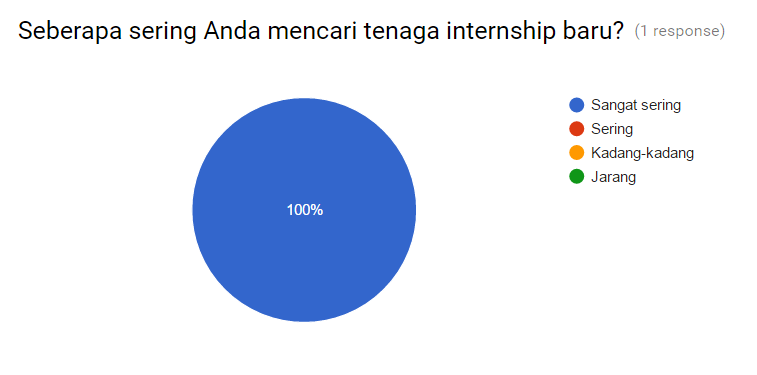 Seberapa sering Anda mencari tenaga internship baru? (1 response)
Sangat sering
Sering
Kadang-kadang
Jarang
100%